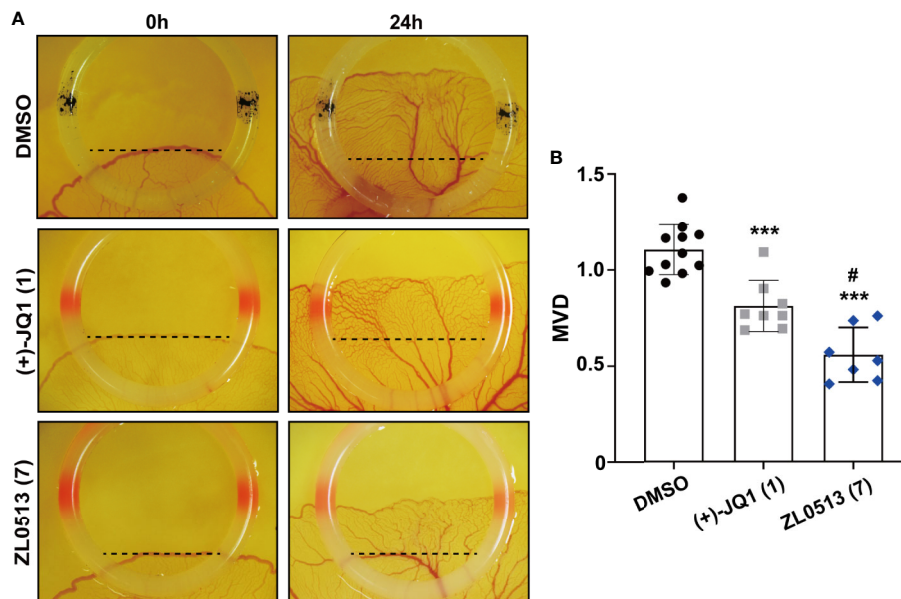 A
0h
24h
DMSO
(+)-JQ1 (1)
ZL0513 (7)
B
MVD
1.5
1.0
0.5
0
***
#
***
DMSO
(+)-JQ1 (1)
ZL0513 (7)